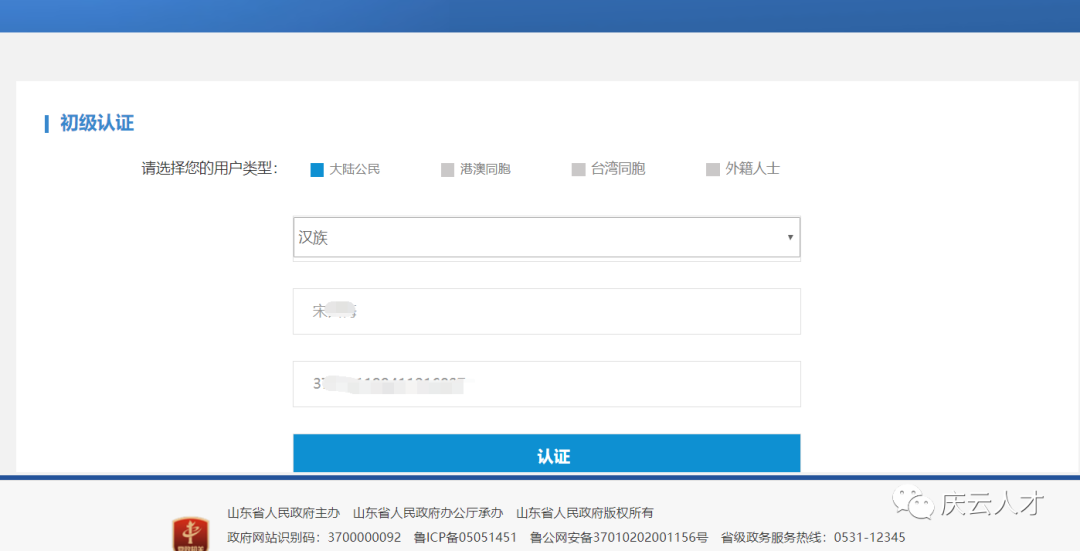 初级认证
请选择您的用户类型： 大陆公民 港澳同胞 台湾同胞 外籍人士
汉族
宋
认证
山东省人民政府主办 山东省人民政府办公厅承办 山东省人民政府版权所有
政府网站识别码：3700000092 鲁ICP备05051451 鲁公网安备37010202001156号 省级政务服务热线：0531-12345
庆云人才